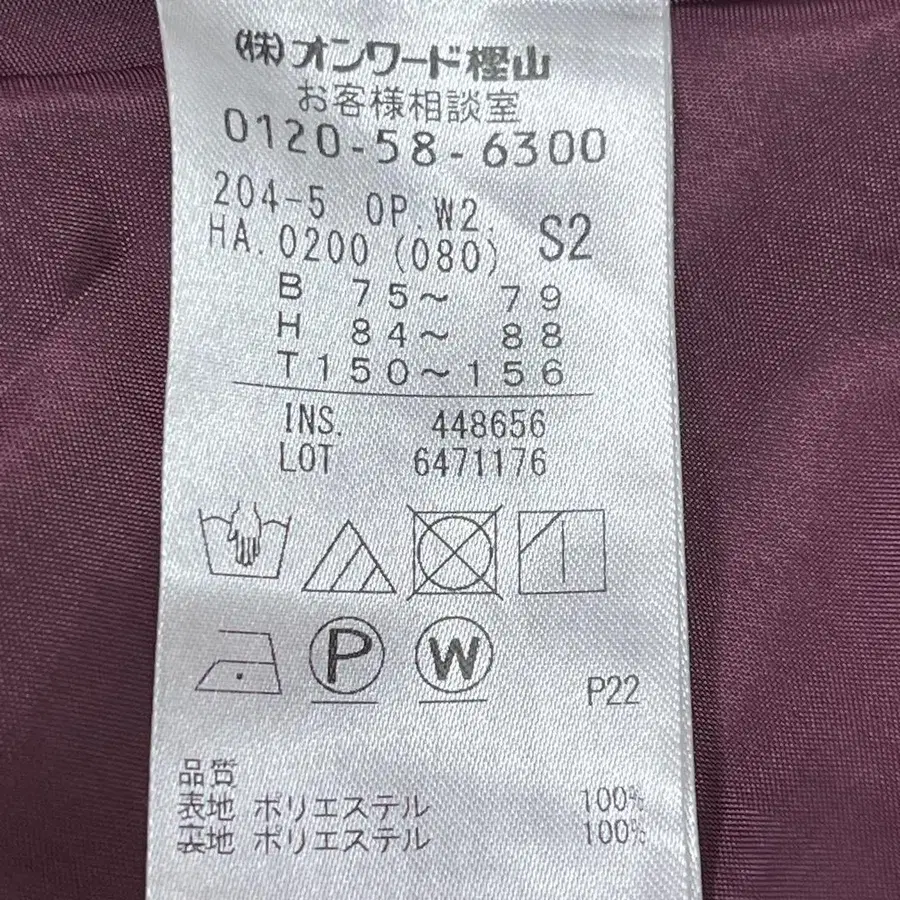 (株)オンワード樫山
お客様相談室
0120-58-6300
204-5 OP.W2.
HA.0200(080) S2
B 75～ 79
H 84～ 88
T150～156
INS. 448656
LOT 6471176
P W
P22
品質
表地 ポリエステル 100%
裏地 ポリエステル 100%